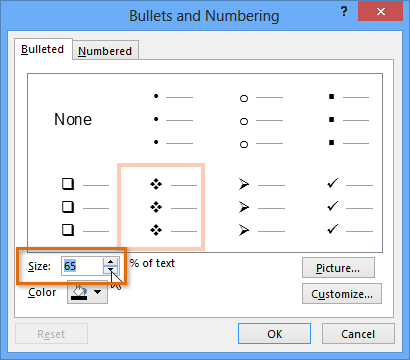 Bullets and Numbering
?
Bulleted
Numbered
None
Size: 65 % of text
Picture...
Color
Customize...
Reset
OK
Cancel